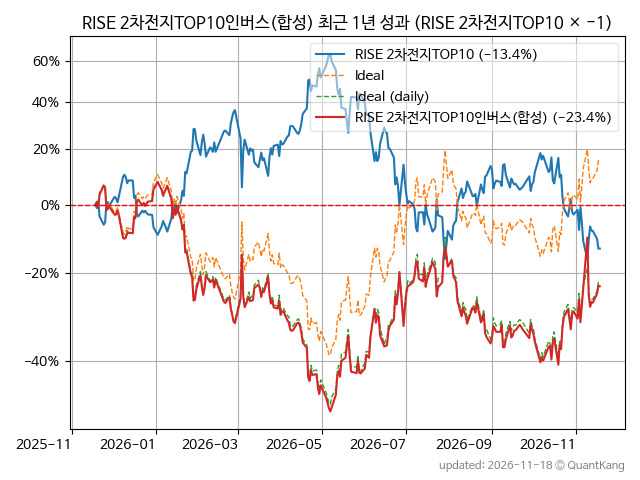 RISE 2차전지TOP10인버스(합성) 최근 1년 성과 (RISE 2차전지TOP10 × −1)
RISE 2차전지TOP10 (−13.4%)
Ideal
Ideal (daily)
RISE 2차전지TOP10인버스(합성) (−23.4%)
60%
40%
20%
0%
−20%
−40%
2025-11 2026-01 2026-03 2026-05 2026-07 2026-09 2026-11
updated: 2026-11-18 © QuantKang